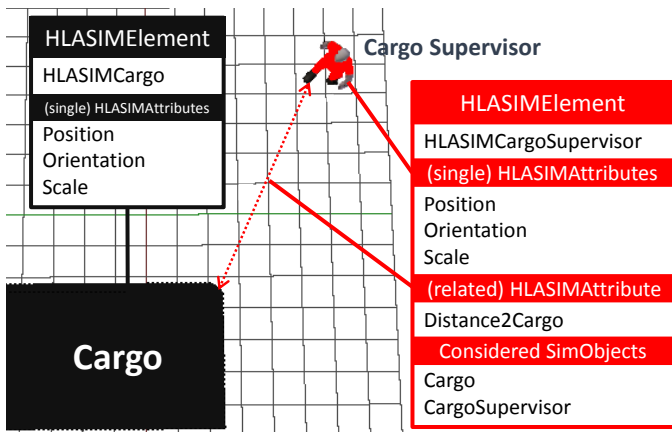 HLASIMElement
HLASIMCargo
(single) HLASIMAttributes
Position
Orientation
Scale
Cargo Supervisor
HLASIMElement
HLASIMCargoSupervisor
(single) HLASIMAttributes
Position
Orientation
Scale
(related) HLASIMAttribute
Distance2Cargo
Considered SimObjects
Cargo
CargoSupervisor
Cargo